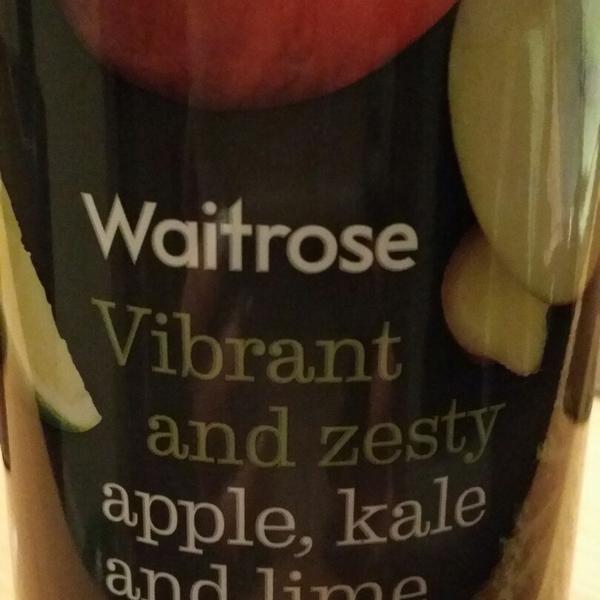 Waitrose
Vibrant
and zesty
apple, kale
and lime